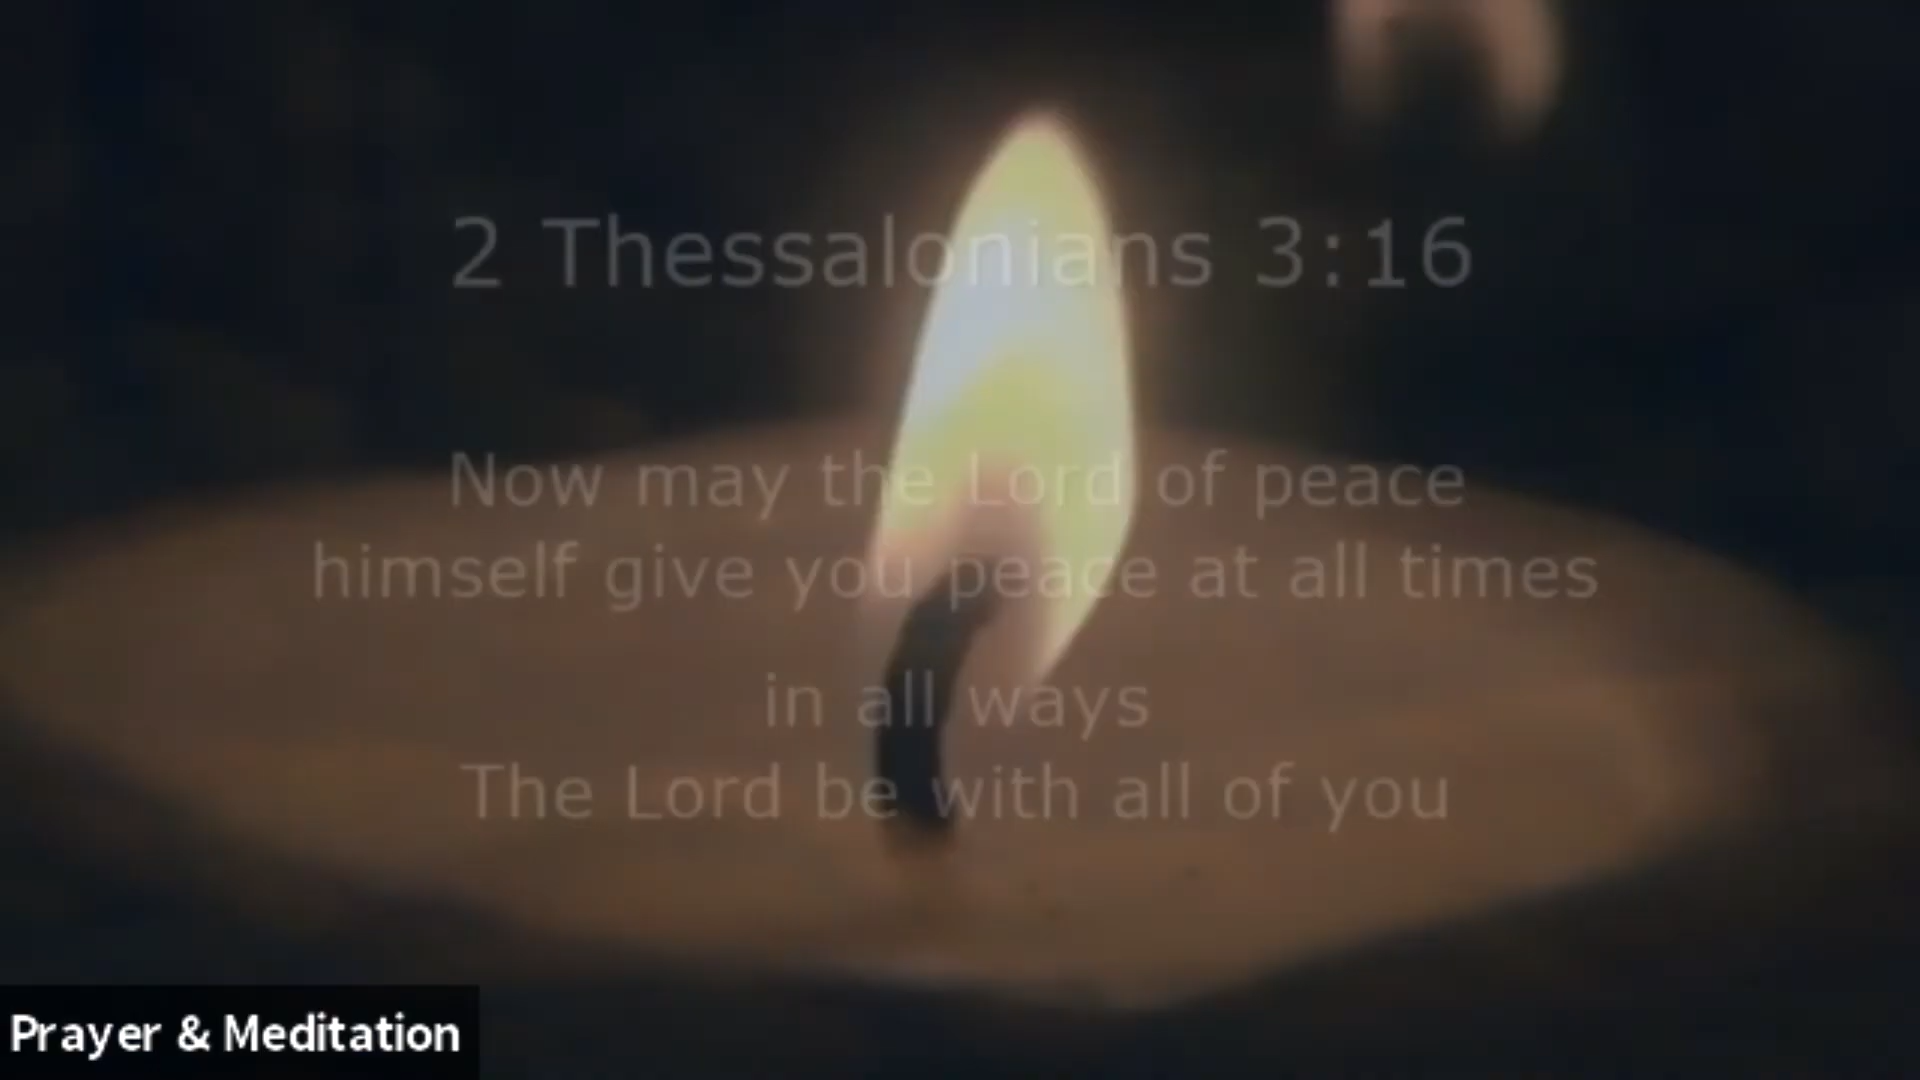 2 Thessalonians 3:16
Now may the Lord of peace
himself give you peace at all times
in all ways
The Lord be with all of you
Prayer & Meditation